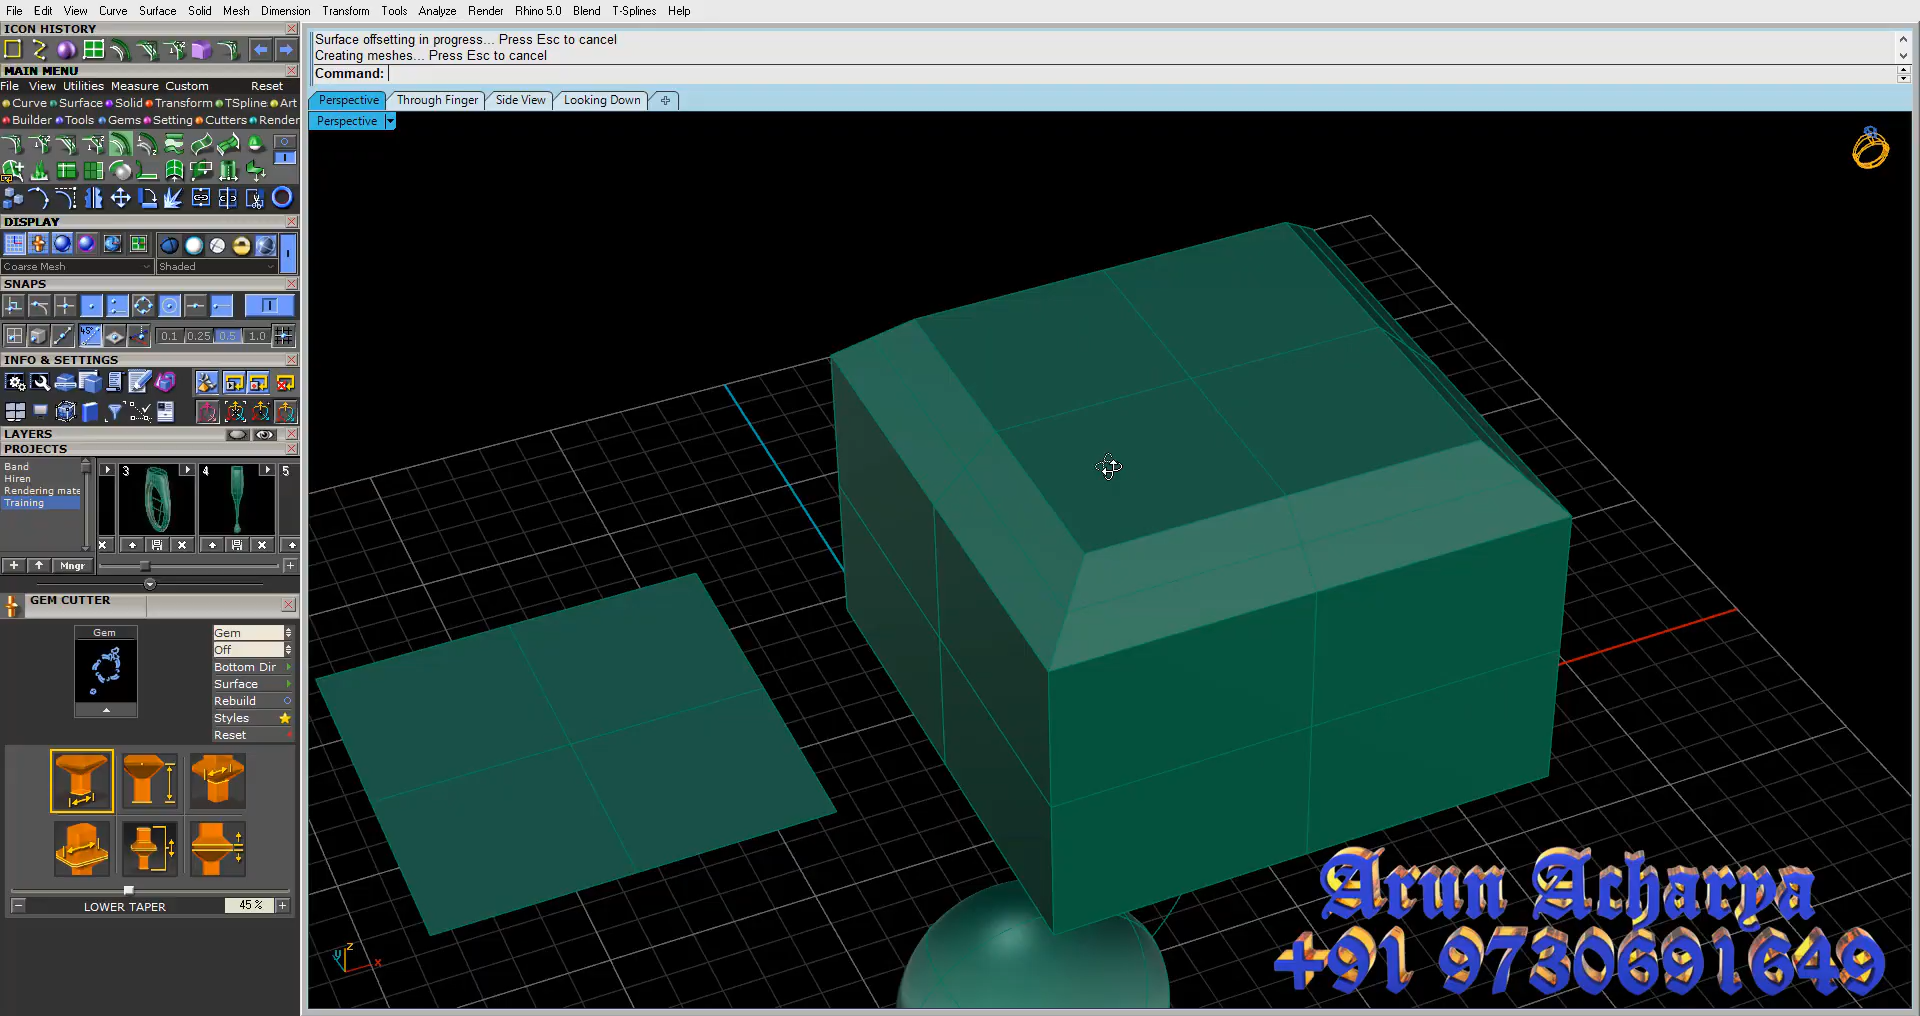 File Edit View Curve Surface Solid Mesh Dimension Transform Tools Analyze Render Rhino 5.0 Blend T-Splines Help
ICON HISTORY
Surface offsetting in progress... Press Esc to cancel
Creating meshes... Press Esc to cancel
Command:
MAIN MENU
File View Utilities Measure Custom Reset
Curve Surface Solid Transform TSpline Art
Builder Tools Gems Setting Cutters Render
Perspective Through Finger Side View Looking Down
Perspective
DISPLAY
Coarse Mesh Shaded
SNAPS
45°
0.1 0.25 0.5 1.0
INFO & SETTINGS
LAYERS
PROJECTS
Band
Hiren
Rendering mate
Training
3 4 5
Mngr
GEM CUTTER
Gem
Gem
Off
Bottom Dir
Surface
Rebuild
Styles
Reset
LOWER TAPER 45 %
z
y
x
Arun Acharya
+91 9730691649